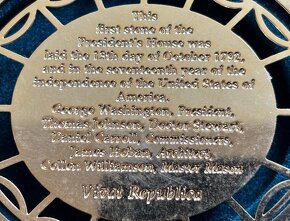 This
first stone of the
President's House was
laid the 13th day of October 1792,
and in the seventeenth year of the
independence of the United States of
America.
George Washington, President,
Thomas Johnson, Doctor Stewart,
Daniel Carroll, Commissioners,
James Hoban, Architect,
Collen Williamson, Master Mason
Vivat Republica